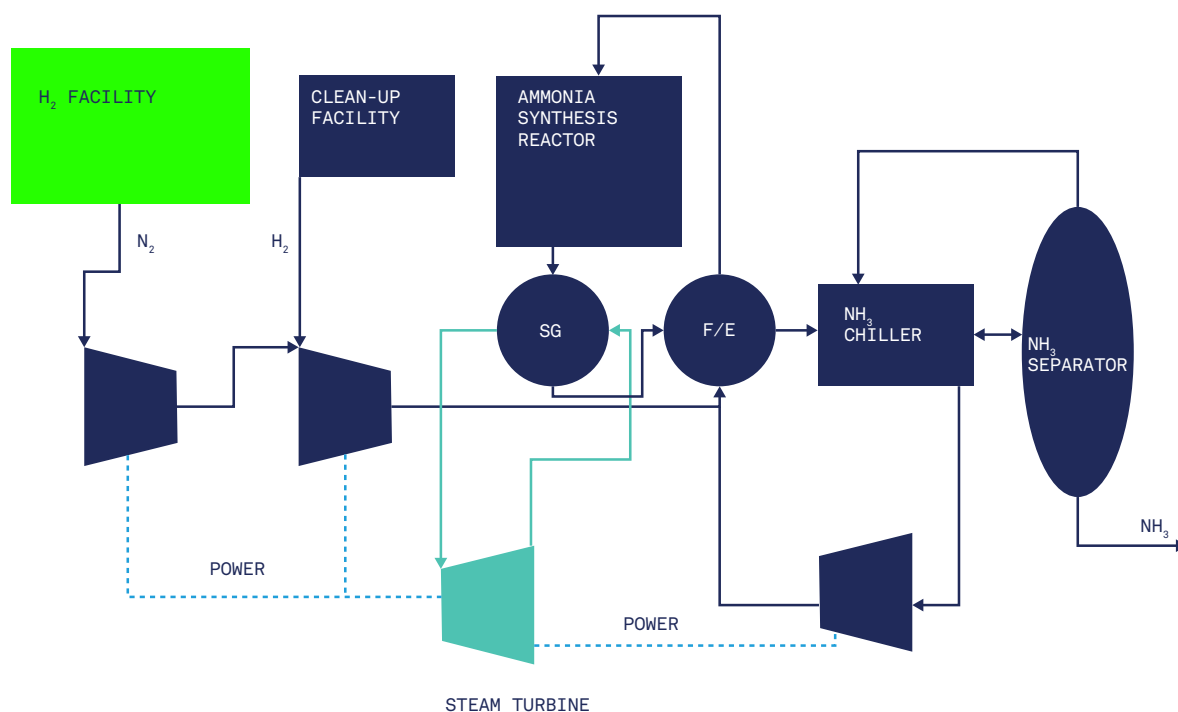 H₂ FACILITY
CLEAN-UP
FACILITY
AMMONIA
SYNTHESIS
REACTOR
N₂
H₂
SG
F/E
NH₃
CHILLER
NH₃
SEPARATOR
NH₃
POWER
POWER
STEAM TURBINE